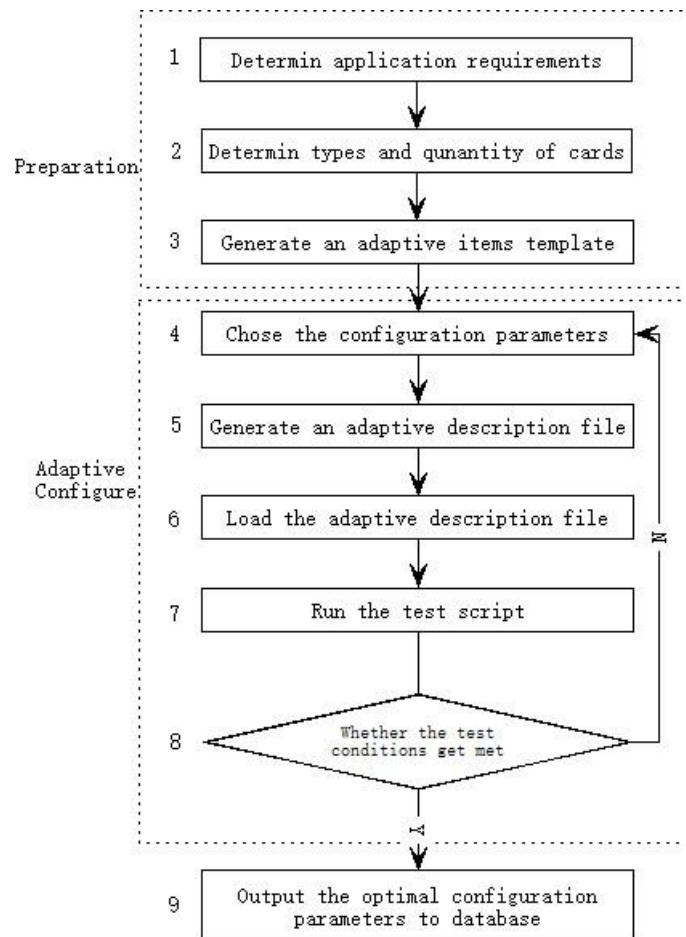 1 Determin application requirements
Preparation
2 Determin types and qunantity of cards
3 Generate an adaptive items template
4 Chose the configuration parameters
5 Generate an adaptive description file
Adaptive
Configure
6 Load the adaptive description file
N
7 Run the test script
8 Whether the test
conditions get met
Y
9 Output the optimal configuration
parameters to database